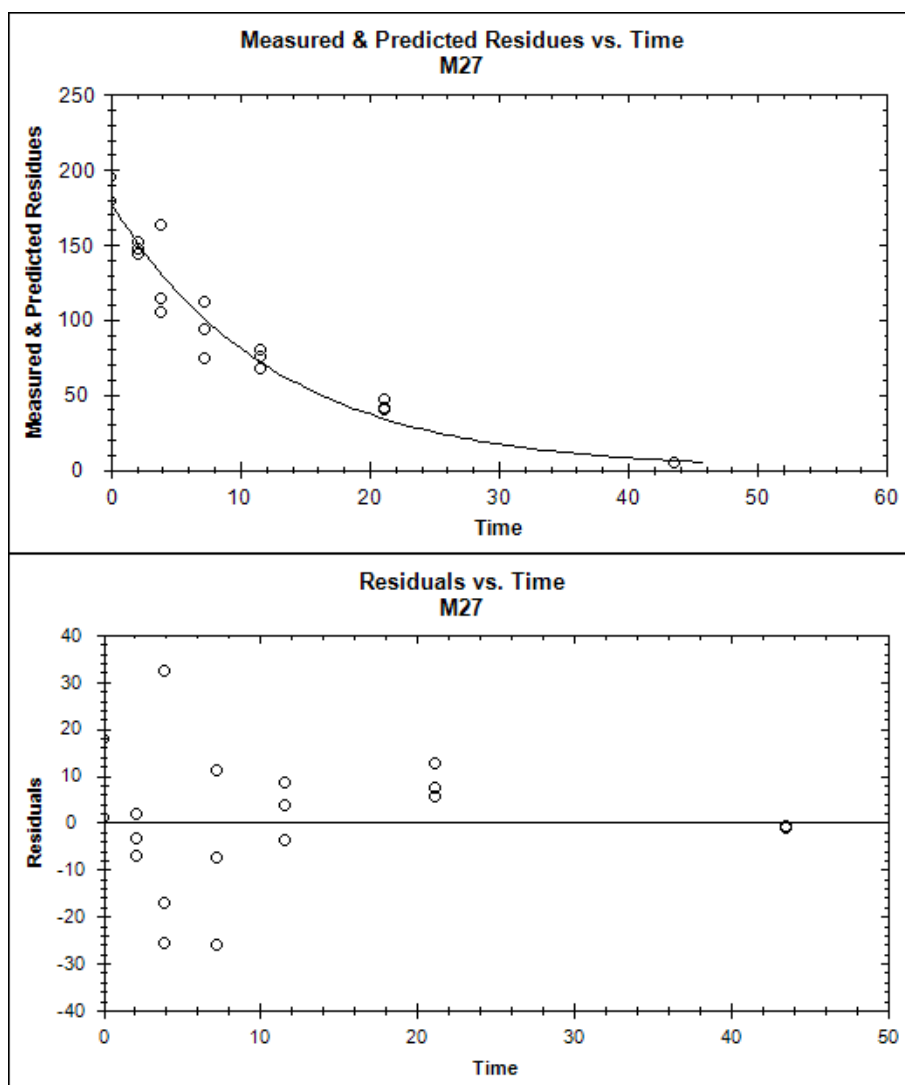 Measured & Predicted Residues vs. Time
M27
Measured & Predicted Residues
250
200
150
100
50
0
0 10 20 30 40 50 60
Time
Residuals vs. Time
M27
Residuals
40
30
20
10
0
-10
-20
-30
-40
0 10 20 30 40 50
Time